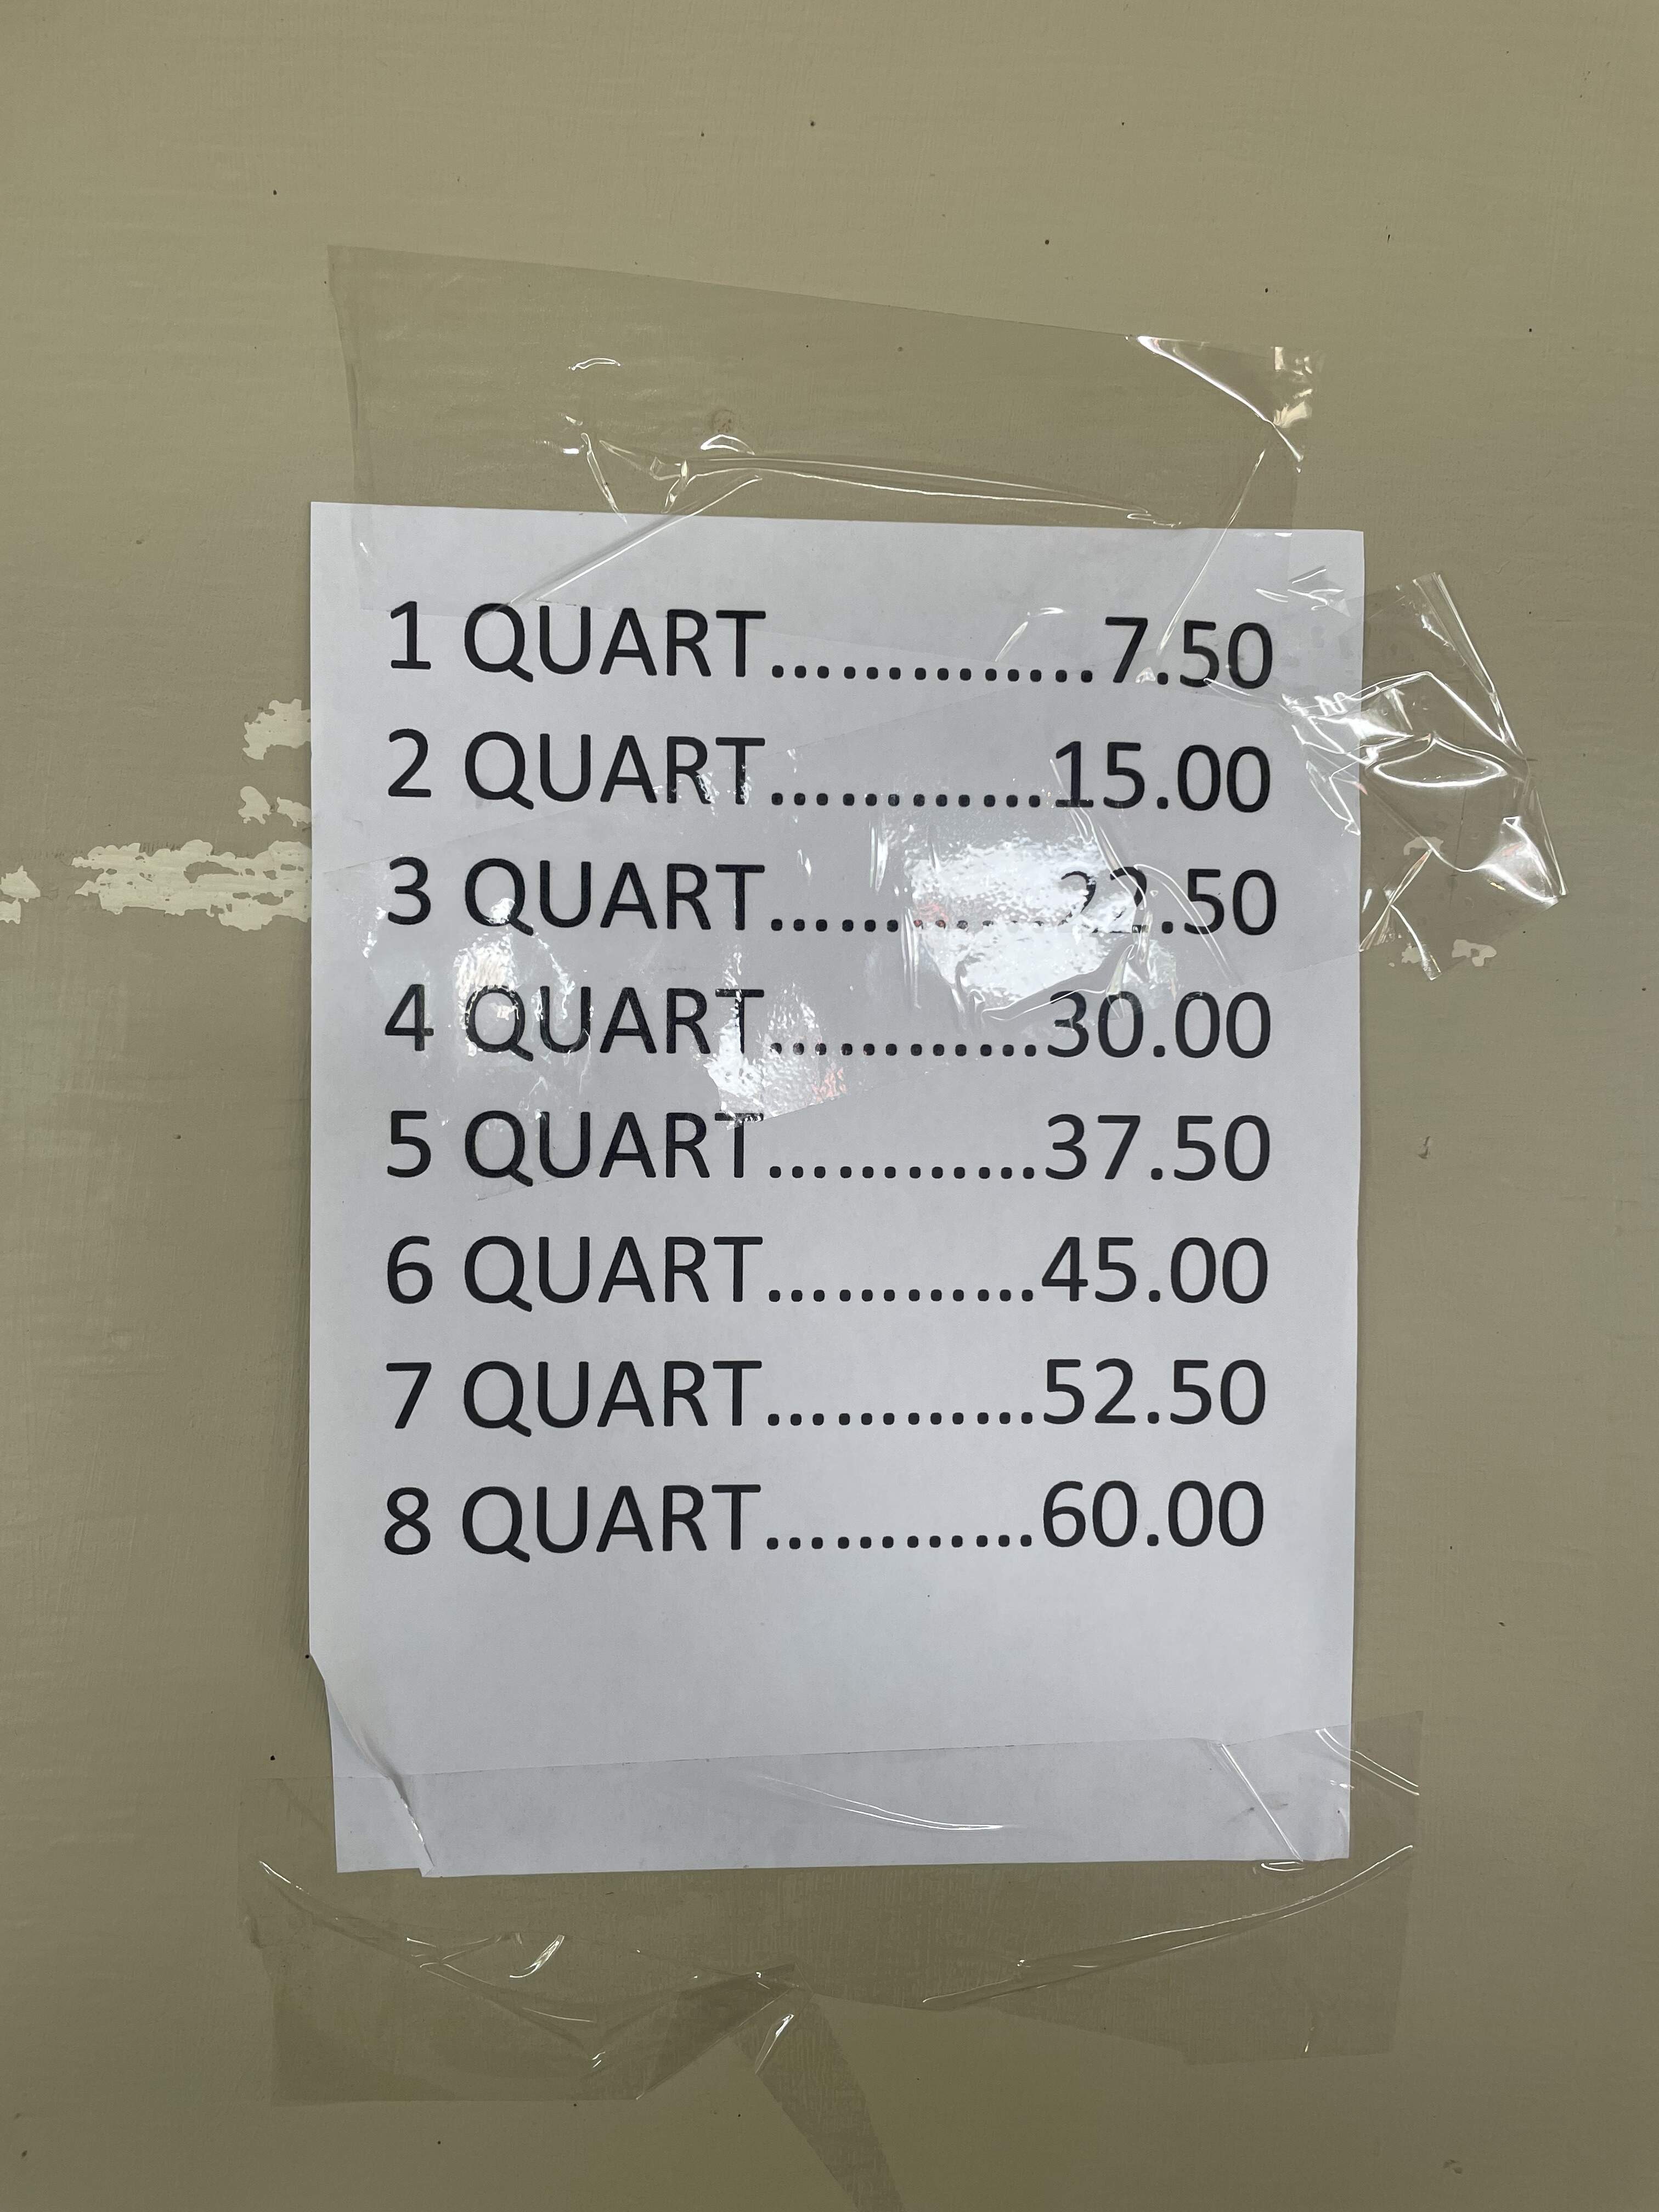 1 QUART..............7.50
2 QUART............15.00
3 QUART.............22.50
4 QUART............30.00
5 QUART............37.50
6 QUART............45.00
7 QUART............52.50
8 QUART............60.00